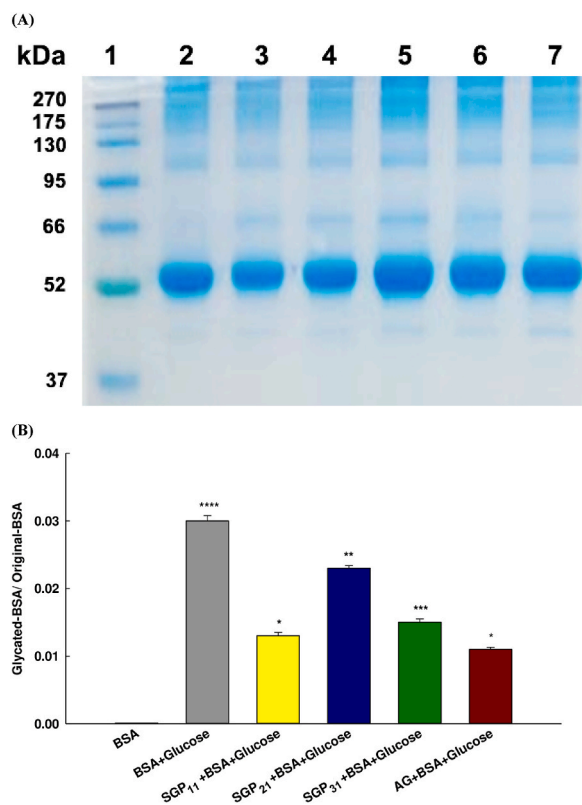 (A)
kDa 1 2 3 4 5 6 7
270
175
130
95
66
52
37
(B)
0.04
0.03
0.02
0.01
0.00
Glycated-BSA/ Original-BSA
****
*
**
***
*
BSA
BSA+Glucose
SGP₁₁ +BSA+Glucose
SGP₂₁ +BSA+Glucose
SGP₃₁ +BSA+Glucose
AG+BSA+Glucose